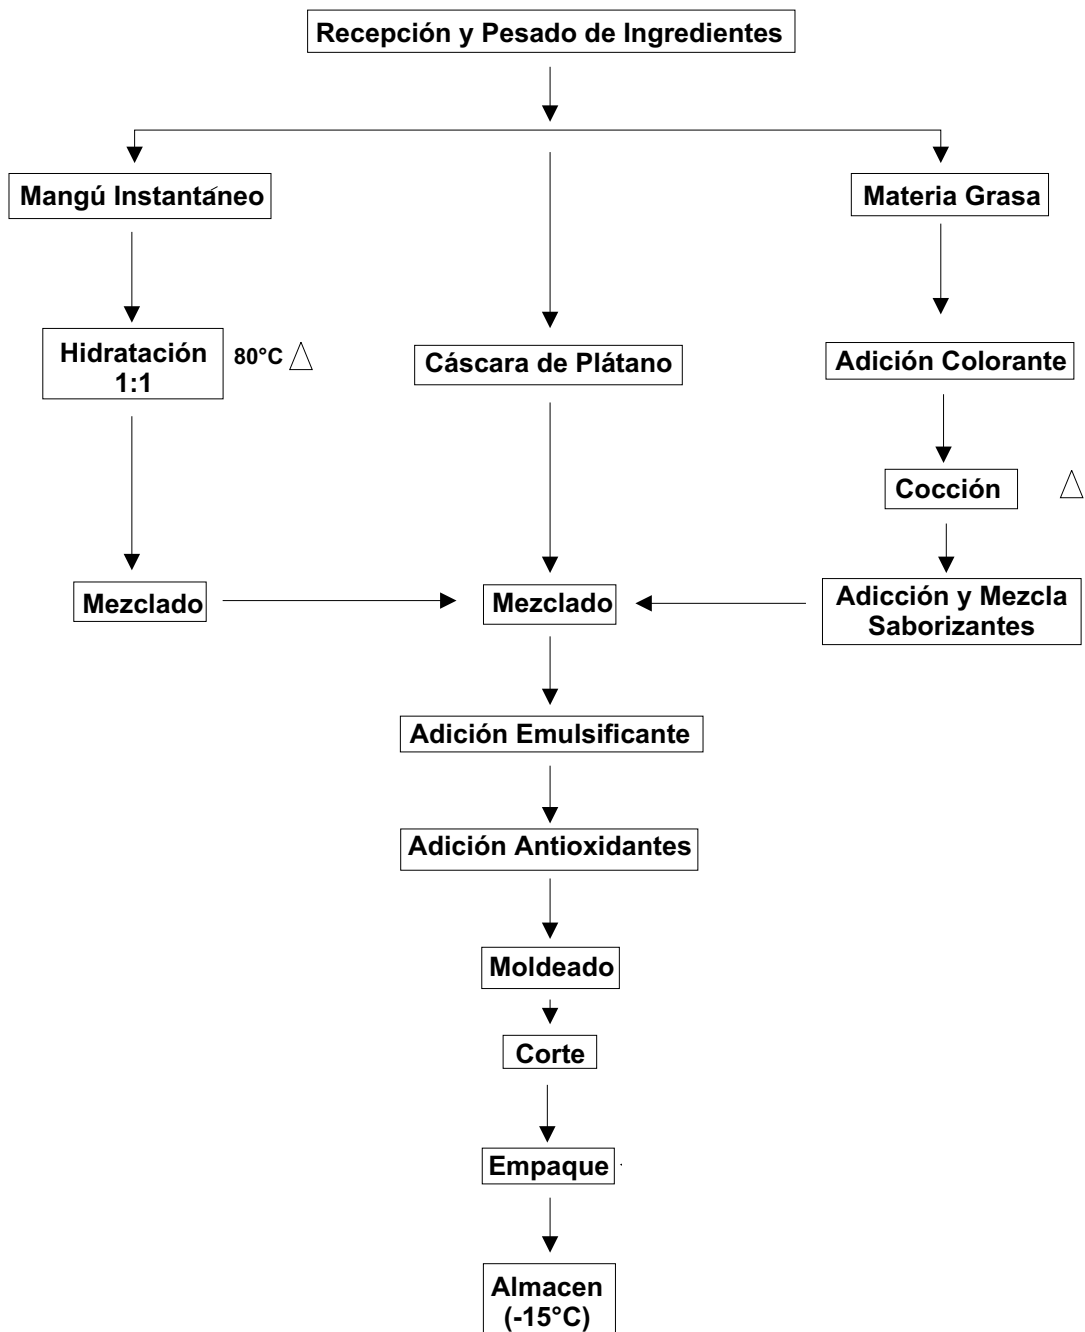 Recepción y Pesado de Ingredientes
Mangú Instantáneo
Materia Grasa
Hidratación
1:1
80°C
Cáscara de Plátano
Adición Colorante
Cocción
Mezclado
Mezclado
Adicción y Mezcla
Saborizantes
Adición Emulsificante
Adición Antioxidantes
Moldeado
Corte
Empaque
Almacen
(-15°C)